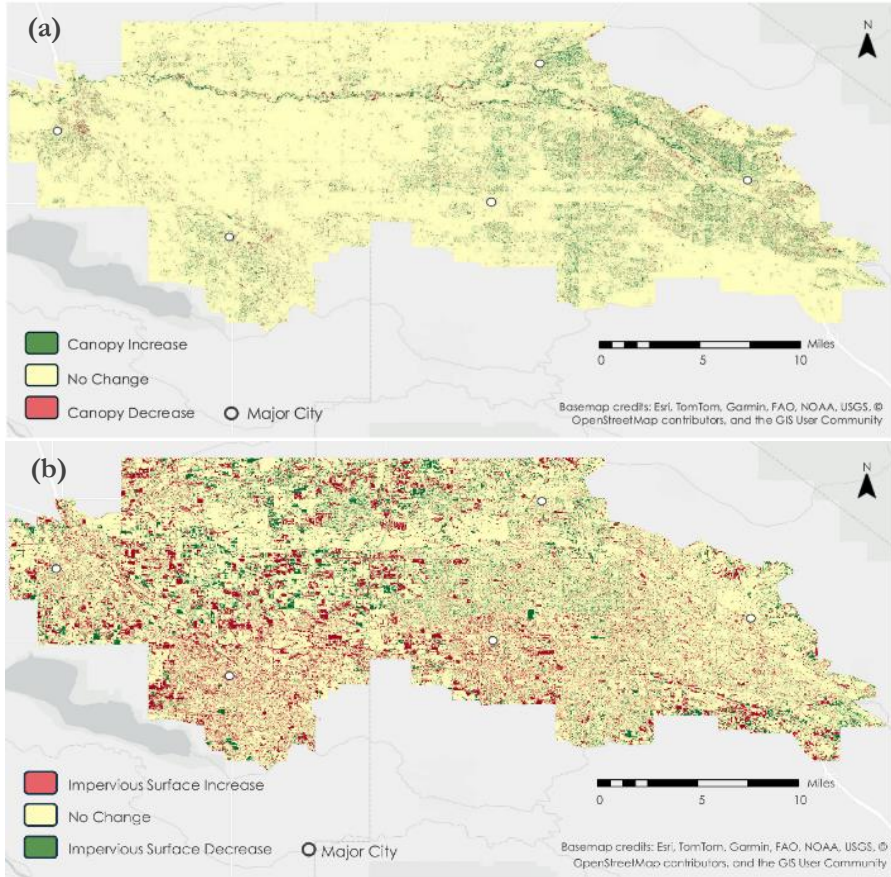 (a)
N
Canopy Increase
No Change
Canopy Decrease
Major City
0 5 10 Miles
Basemap credits: Esri, TomTom, Garmin, FAO, NOAA, USGS, ©
OpenStreetMap contributors, and the GIS User Community
(b)
N
Impervious Surface Increase
No Change
Impervious Surface Decrease
Major City
0 5 10 Miles
Basemap credits: Esri, TomTom, Garmin, FAO, NOAA, USGS, ©
OpenStreetMap contributors, and the GIS User Community